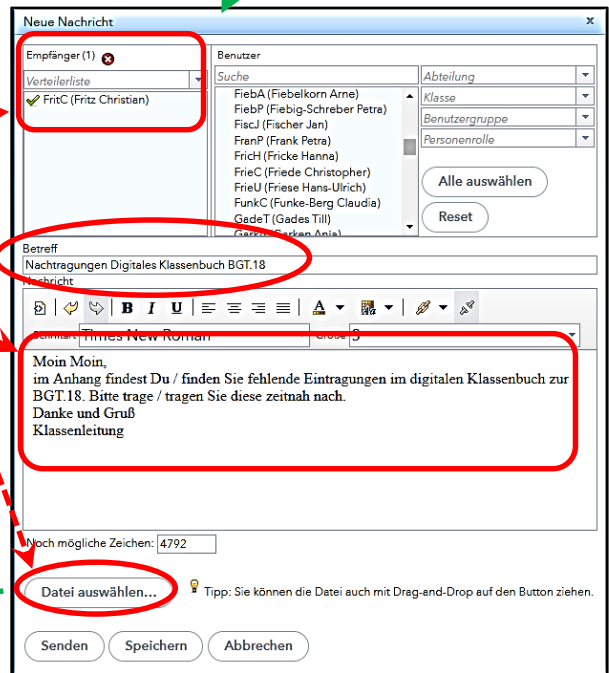 Neue Nachricht x
Empfänger (1)
Verteilerliste
FritC (Fritz Christian)
Benutzer
Suche
FiebA (Fiebelkorn Arne)
FiebP (Fiebig-Schreber Petra)
FiscJ (Fischer Jan)
FranP (Frank Petra)
FricH (Fricke Hanna)
FrieC (Friede Christopher)
FrieU (Friese Hans-Ulrich)
FunkC (Funke-Berg Claudia)
GadeT (Gades Till)
Abteilung
Klasse
Benutzergruppe
Personenrolle
Alle auswählen
Reset
Betreff
Nachtragungen Digitales Klassenbuch BGT.18
Nachricht
B I U A
Schriftart Times New Roman Größe 3
Moin Moin,
im Anhang findest Du / finden Sie fehlende Eintragungen im digitalen Klassenbuch zur
BGT.18. Bitte trage / tragen Sie diese zeitnah nach.
Danke und Gruß
Klassenleitung
Noch mögliche Zeichen: 4792
Datei auswählen... Tipp: Sie können die Datei auch mit Drag-and-Drop auf den Button ziehen.
Senden Speichern Abbrechen